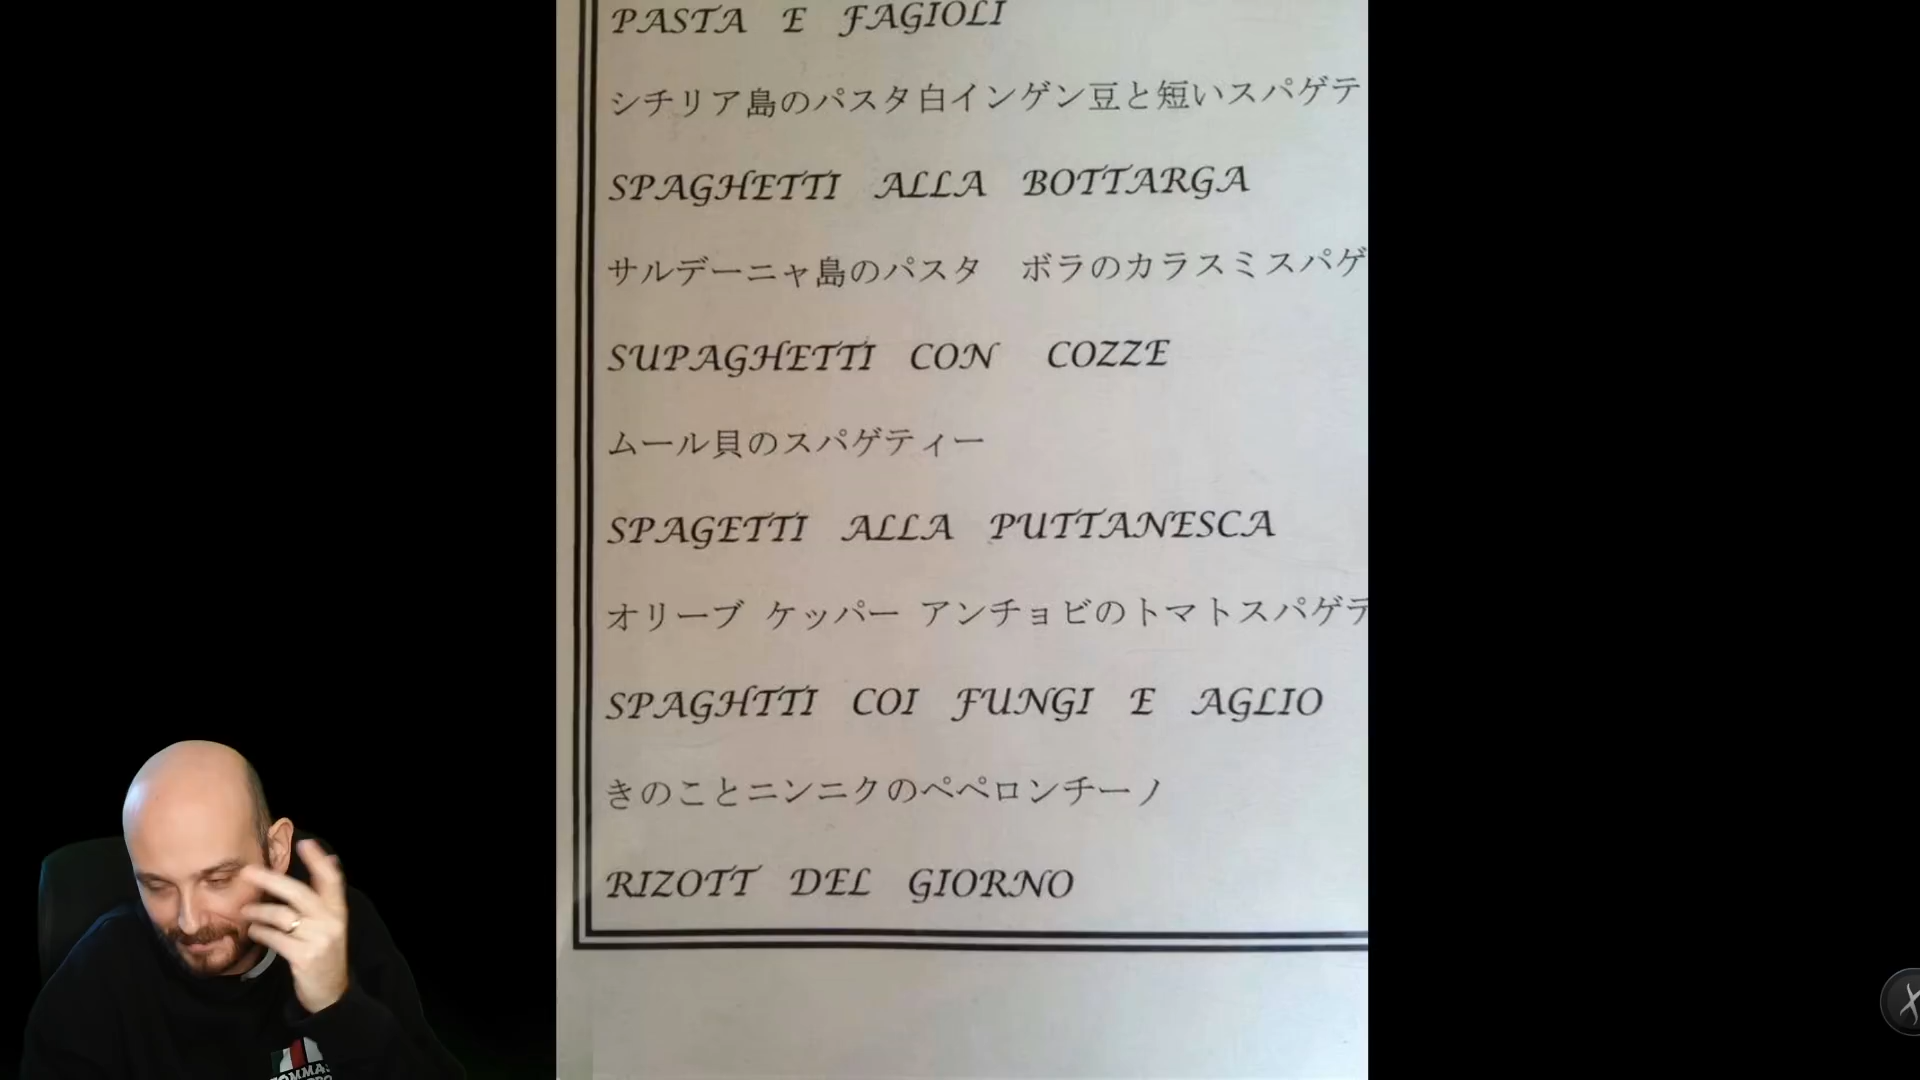 PASTA E FAGIOLI
シチリア島のパスタ白インゲン豆と短いスパゲテ
SPAGHETTI ALLA BOTTARGA
サルデーニャ島のパスタ ボラのカラスミスパゲ
SUPAGHETTI CON COZZE
ムール貝のスパゲティー
SPAGETTI ALLA PUTTANESCA
オリーブ ケッパー アンチョビのトマトスパゲテ
SPAGHTTI COI FUNGI E AGLIO
きのことニンニクのペペロンチーノ
RIZOTT DEL GIORNO